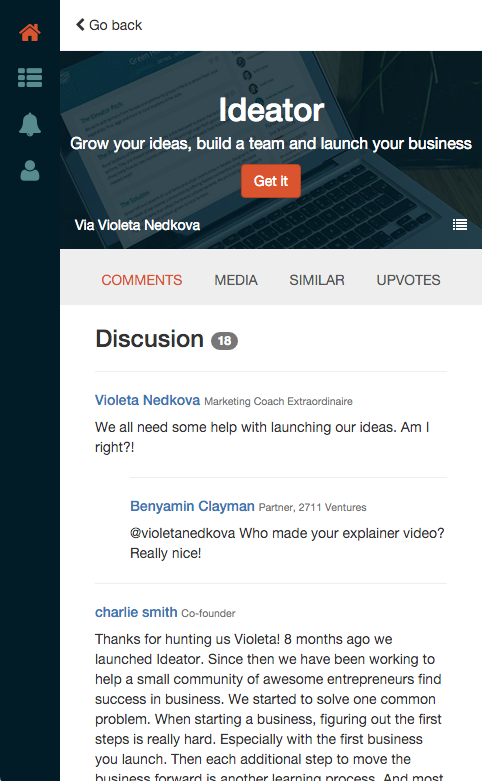 Go back
Ideator
Grow your ideas, build a team and launch your business
Get it
Via Violeta Nedkova
COMMENTS MEDIA SIMILAR UPVOTES
Discusion 18
Violeta Nedkova Marketing Coach Extraordinaire
We all need some help with launching our ideas. Am I
right?!
Benyamin Clayman Partner, 2711 Ventures
@violetanedkova Who made your explainer video?
Really nice!
charlie smith Co-founder
Thanks for hunting us Violeta! 8 months ago we
launched Ideator. Since then we have been working to
help a small community of awesome entrepreneurs find
success in business. We started to solve one common
problem. When starting a business, figuring out the first
steps is really hard. Especially with the first business
you launch. Then each additional step to move the
business forward is another learning process. And most